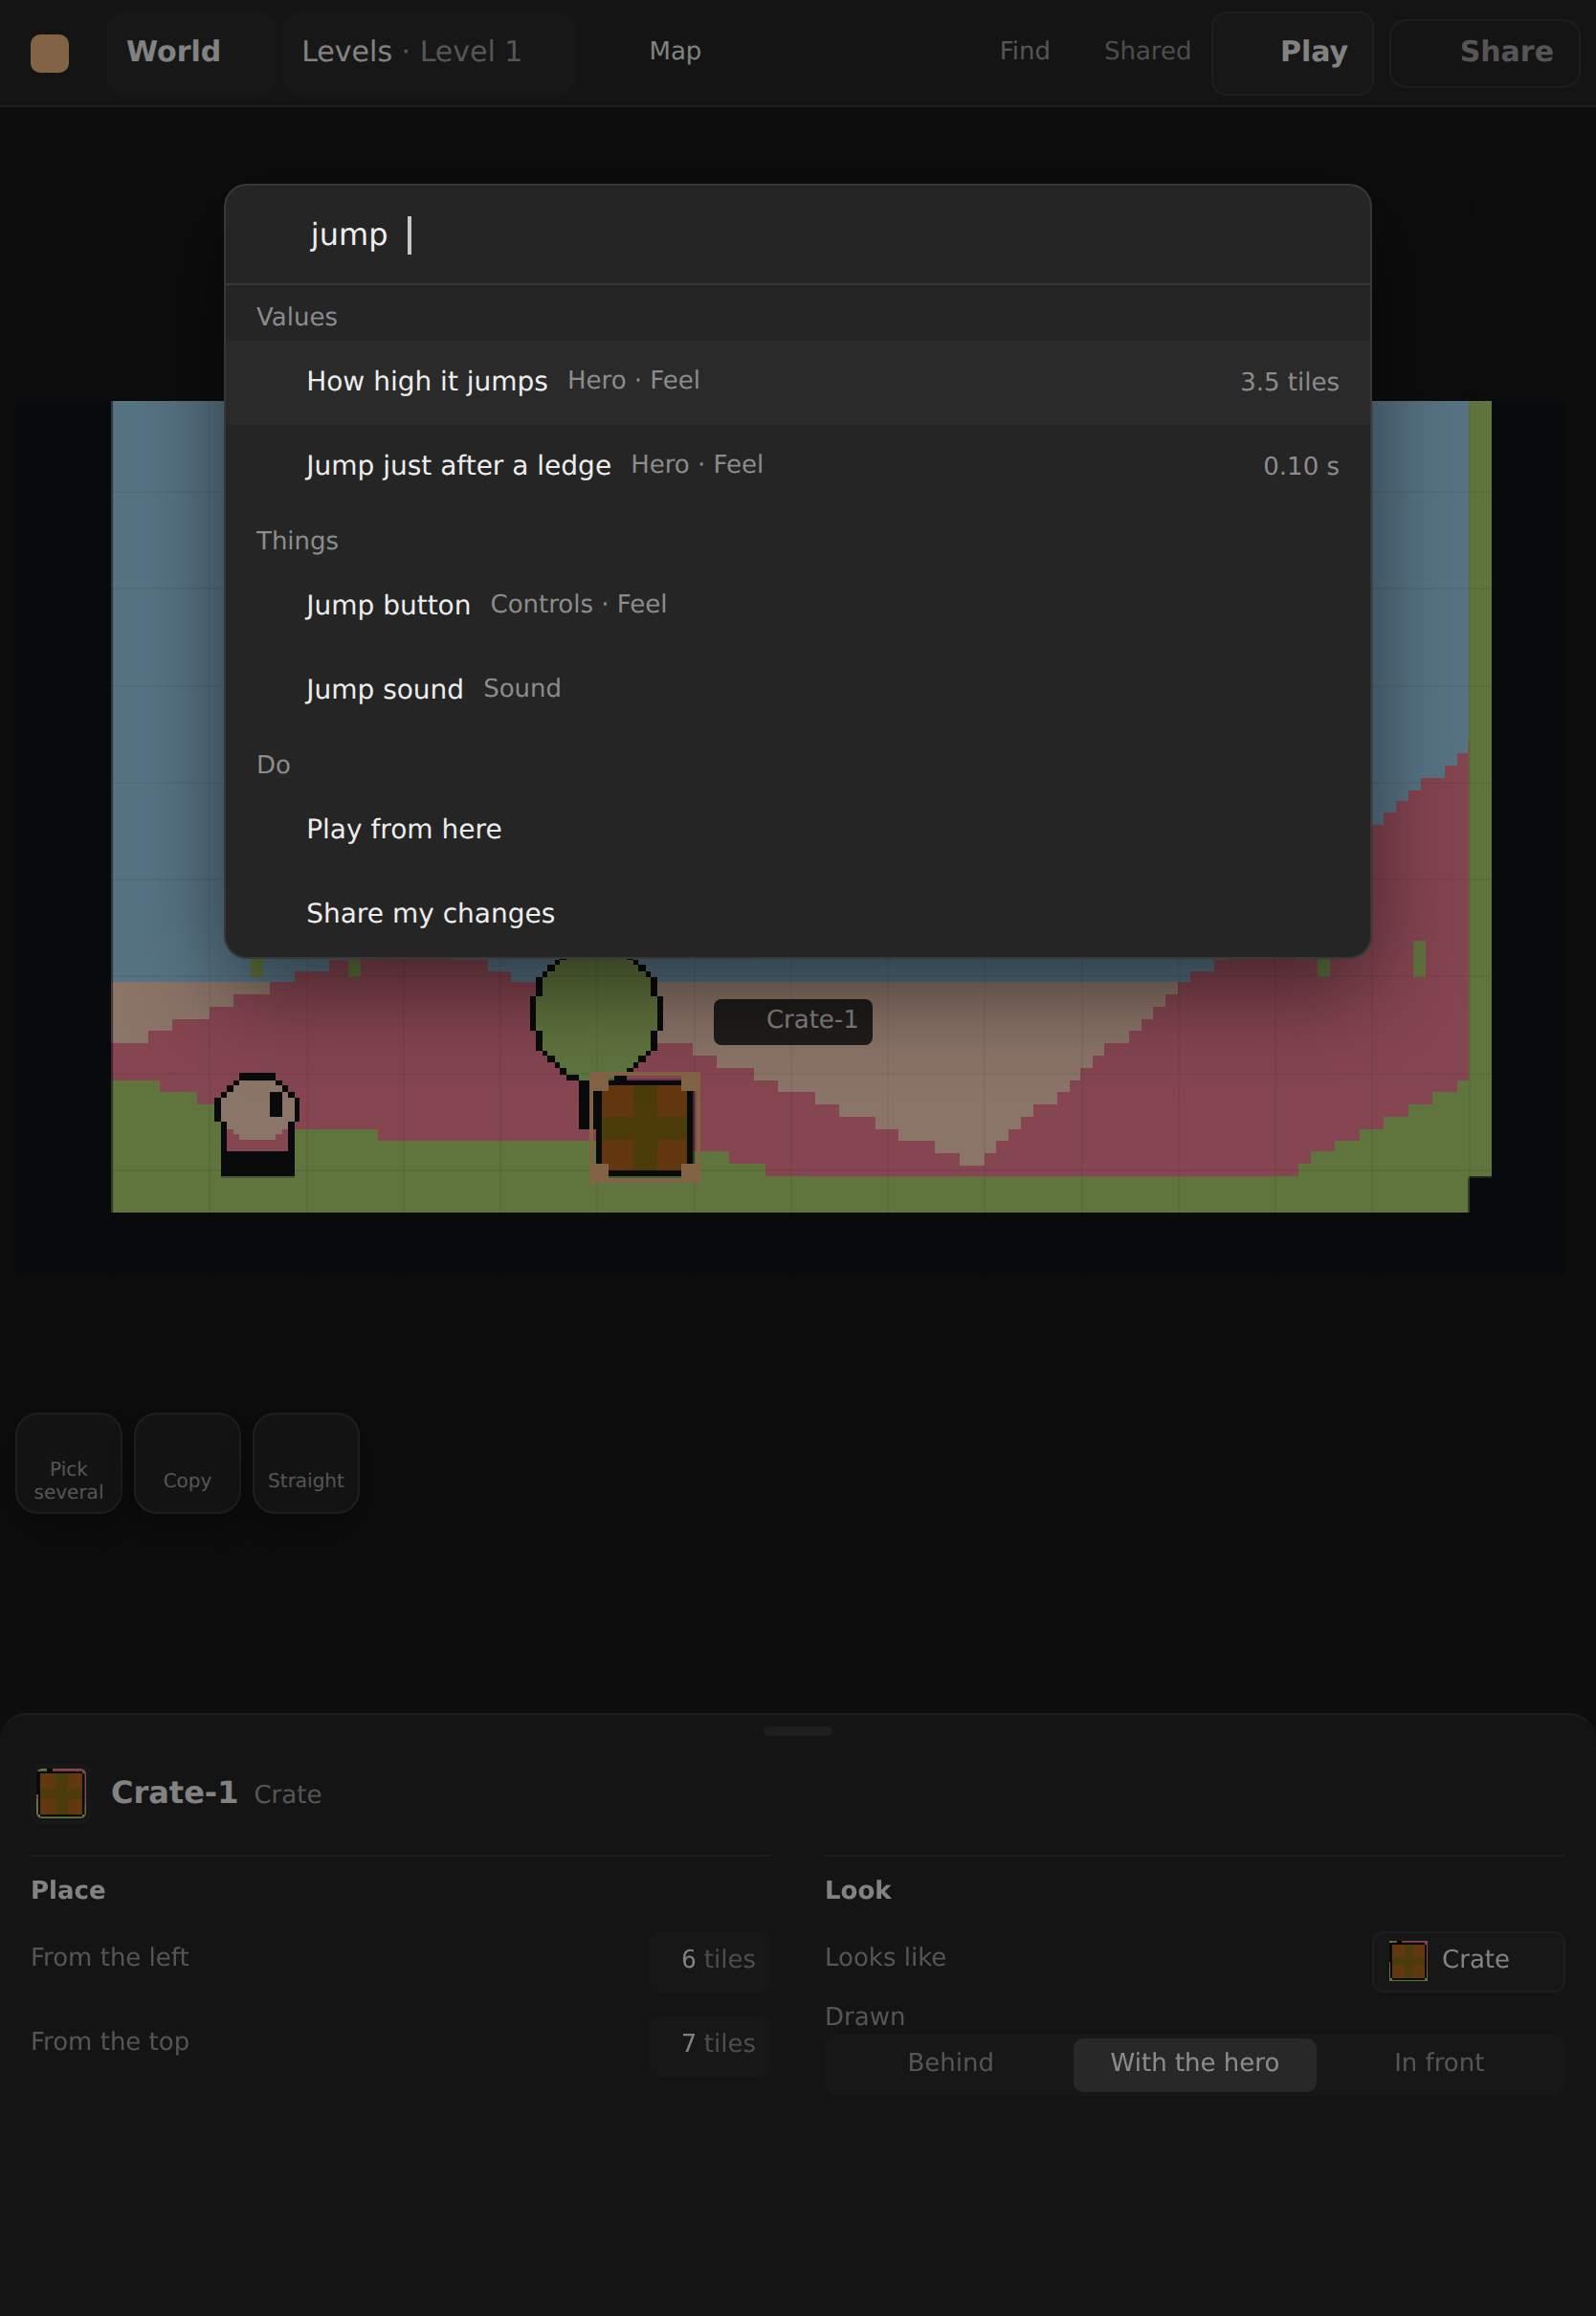 World Levels · Level 1 Map Find Shared Play Share
jump
Values
How high it jumps Hero · Feel 3.5 tiles
Jump just after a ledge Hero · Feel 0.10 s
Things
Jump button Controls · Feel
Jump sound Sound
Do
Play from here
Share my changes
Crate-1
Pick several
Copy
Straight
Crate-1 Crate
Place
From the left 6 tiles
From the top 7 tiles
Look
Looks like Crate
Drawn
Behind With the hero In front